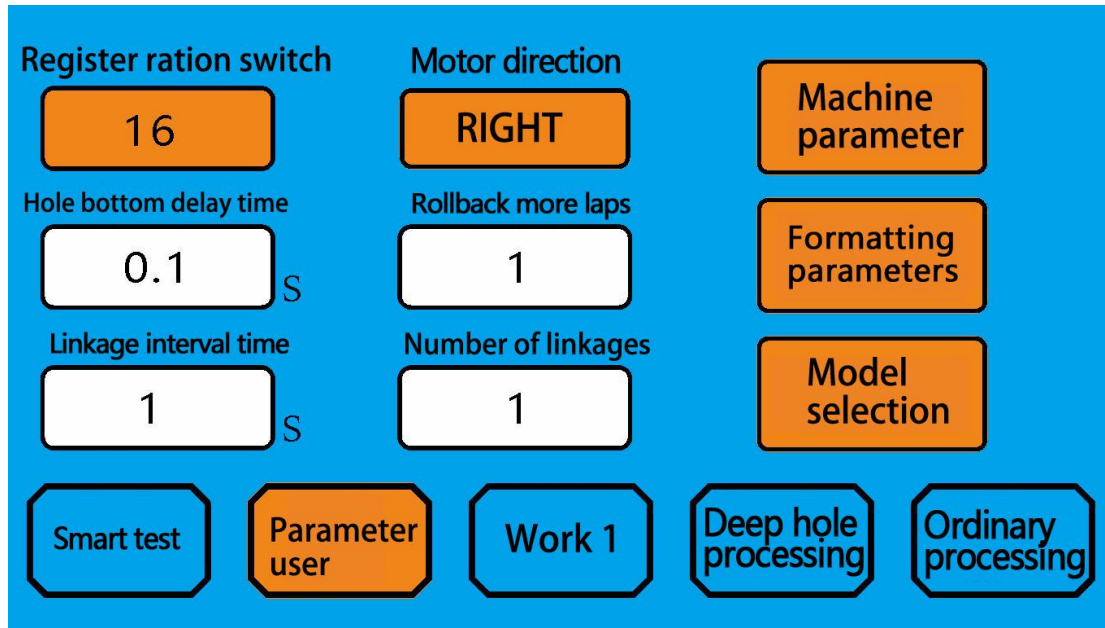 Register ration switch
Motor direction
16
RIGHT
Machine
parameter
Hole bottom delay time
Rollback more laps
0.1 S
1
Formatting
parameters
Linkage interval time
Number of linkages
1 S
1
Model
selection
Smart test
Parameter
user
Work 1
Deep hole
processing
Ordinary
processing